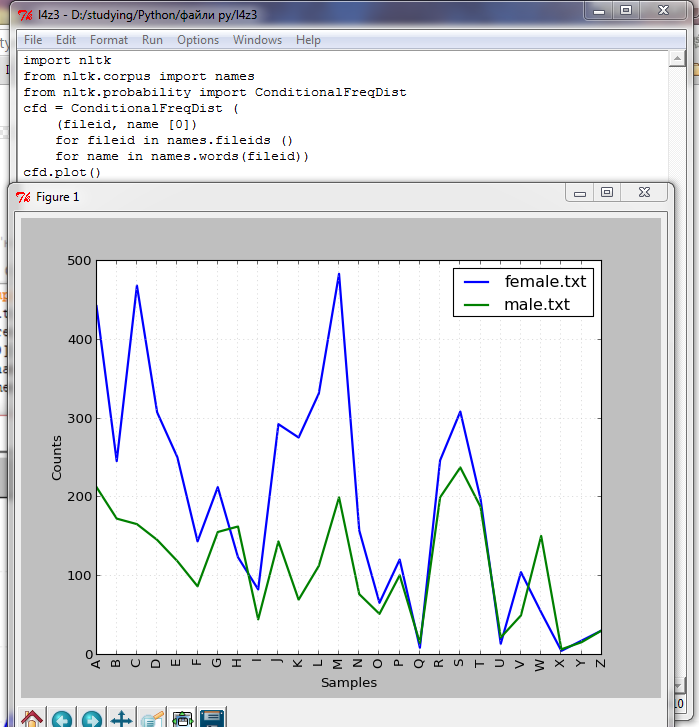 l4z3 - D:/studying/Python/файли py/l4z3
File Edit Format Run Options Windows Help
import nltk
from nltk.corpus import names
from nltk.probability import ConditionalFreqDist
cfd = ConditionalFreqDist (
    (fileid, name [0])
    for fileid in names.fileids ()
    for name in names.words(fileid))
cfd.plot()
Figure 1
500
400
300
200
100
0
Counts
female.txt
male.txt
A B C D E F G H I J K L M N O P Q R S T U V W X Y Z
Samples
10